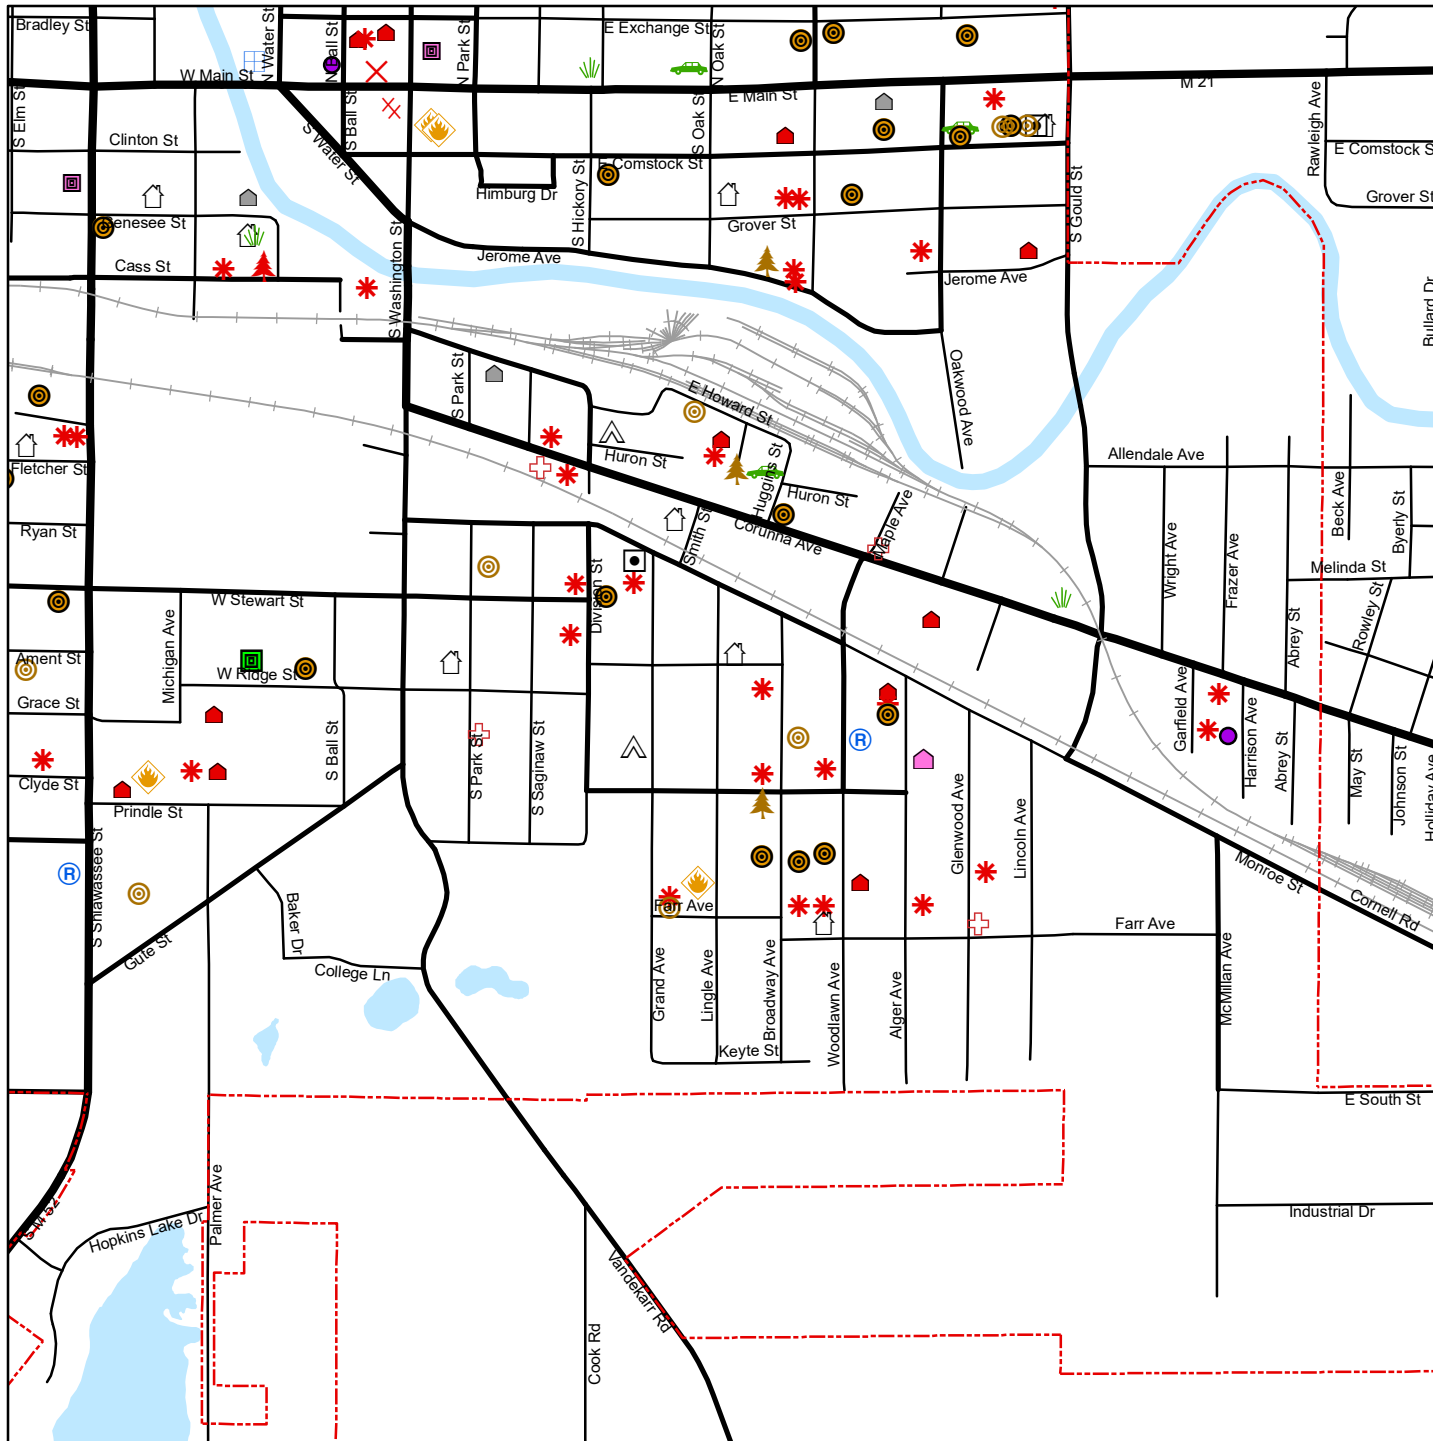 Bradley St
N Water St
N Ball St
N Park St
E Exchange St
N Oak St
W Main St
E Main St
M 21
S Elm St
Clinton St
S Water St
S Ball St
S Oak St
E Comstock St
Rawleigh Ave
E Comstock S
Himburg Dr
S Hickory St
Grover St
Grover St
enesee St
S Gould St
Cass St
S Washington St
Jerome Ave
Jerome Ave
Bullard Dr
S Park St
E Howard St
Oakwood Ave
Fletcher St
Huron St
Huggins St
Huron St
Allendale Ave
Ryan St
Smith St
Corunna Ave
Maple Ave
Wright Ave
Frazer Ave
Beck Ave
Byerly St
Melinda St
W Stewart St
Division St
Michigan Ave
Abrey St
Rowley St
Ament St
W Ridge St
Grace St
S Ball St
S Park St
S Saginaw St
R
Garfield Ave
Harrison Ave
Abrey St
May St
Johnson St
Holliday Ave
Clyde St
Prindle St
Glenwood Ave
Lincoln Ave
R
S Shiawassee St
Monroe St
Cornell Rd
Baker Dr
Gute St
Farr Ave
Farr Ave
College Ln
Grand Ave
Lingle Ave
Broadway Ave
Woodlawn Ave
Alger Ave
McMillan Ave
Keyte St
E South St
S M 52
Hopkins Lake Dr
Palmer Ave
Industrial Dr
Vandekarr Rd
Cook Rd